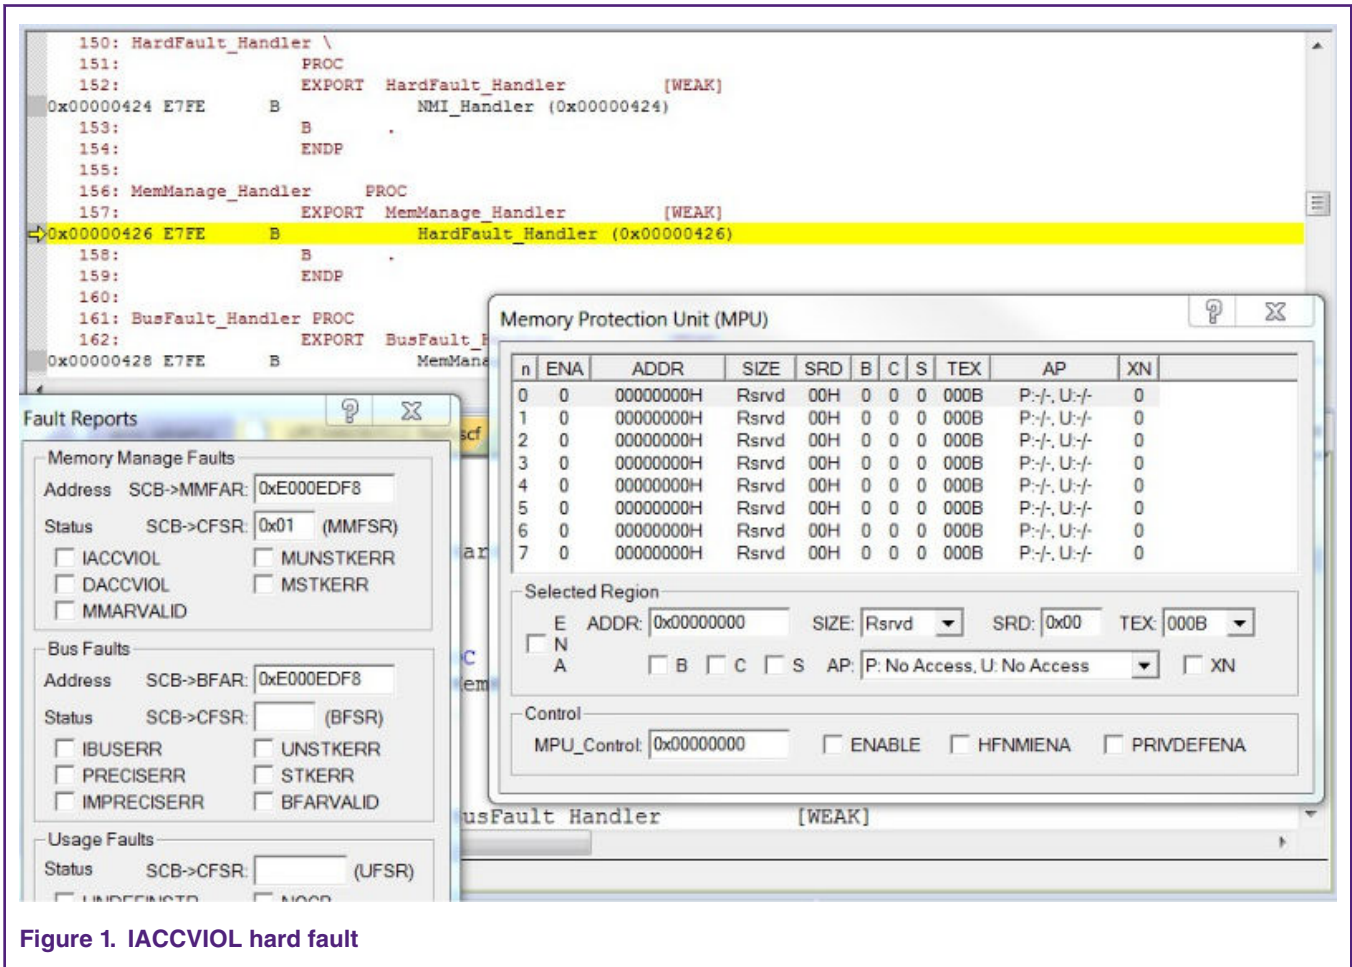 150: HardFault_Handler \
151: PROC
152: EXPORT HardFault_Handler [WEAK]
0x00000424 E7FE B NMI_Handler (0x00000424)
153: B .
154: ENDP
155:
156: MemManage_Handler PROC
157: EXPORT MemManage_Handler [WEAK]
0x00000426 E7FE B HardFault_Handler (0x00000426)
158: B .
159: ENDP
160:
161: BusFault_Handler PROC
162: EXPORT BusFault_H
0x00000428 E7FE B MemMana
Memory Protection Unit (MPU)
n ENA ADDR SIZE SRD B C S TEX AP XN
0 0 00000000H Rsrvd 00H 0 0 0 000B P:-/-, U:-/- 0
1 0 00000000H Rsrvd 00H 0 0 0 000B P:-/-, U:-/- 0
2 0 00000000H Rsrvd 00H 0 0 0 000B P:-/-, U:-/- 0
3 0 00000000H Rsrvd 00H 0 0 0 000B P:-/-, U:-/- 0
4 0 00000000H Rsrvd 00H 0 0 0 000B P:-/-, U:-/- 0
5 0 00000000H Rsrvd 00H 0 0 0 000B P:-/-, U:-/- 0
6 0 00000000H Rsrvd 00H 0 0 0 000B P:-/-, U:-/- 0
7 0 00000000H Rsrvd 00H 0 0 0 000B P:-/-, U:-/- 0
Selected Region
ENA ADDR: 0x00000000 SIZE: Rsrvd SRD: 0x00 TEX: 000B
B C S AP: P: No Access, U: No Access XN
Control
MPU_Control: 0x00000000 ENABLE HFNMIENA PRIVDEFENA
Fault Reports
scf
Memory Manage Faults
Address SCB->MMFAR: 0xE000EDF8
Status SCB->CFSR: 0x01 (MMFSR)
IACCVIOL MUNSTKERR
ar
DACCVIOL MSTKERR
MMARVALID
Bus Faults
C
Address SCB->BFAR: 0xE000EDF8
em
Status SCB->CFSR: (BFSR)
IBUSERR UNSTKERR
PRECISERR STKERR
IMPRECISERR BFARVALID
usFault Handler [WEAK]
Usage Faults
Status SCB->CFSR: (UFSR)
UNDEFINSTR NOCP
Figure 1. IACCVIOL hard fault